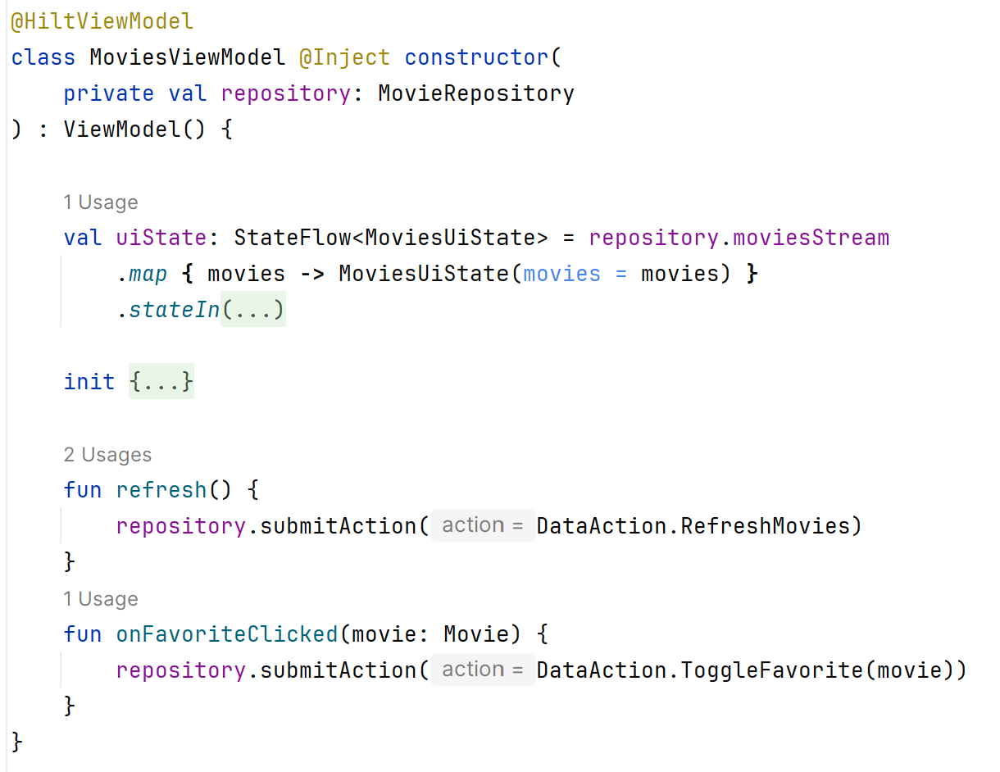 @HiltViewModel
class MoviesViewModel @Inject constructor(
    private val repository: MovieRepository
) : ViewModel() {
1 Usage
    val uiState: StateFlow<MoviesUiState> = repository.moviesStream
        .map { movies -> MoviesUiState(movies = movies) }
        .stateIn(...)
    init {...}
2 Usages
    fun refresh() {
        repository.submitAction( action = DataAction.RefreshMovies)
    }
1 Usage
    fun onFavoriteClicked(movie: Movie) {
        repository.submitAction( action = DataAction.ToggleFavorite(movie))
    }
}